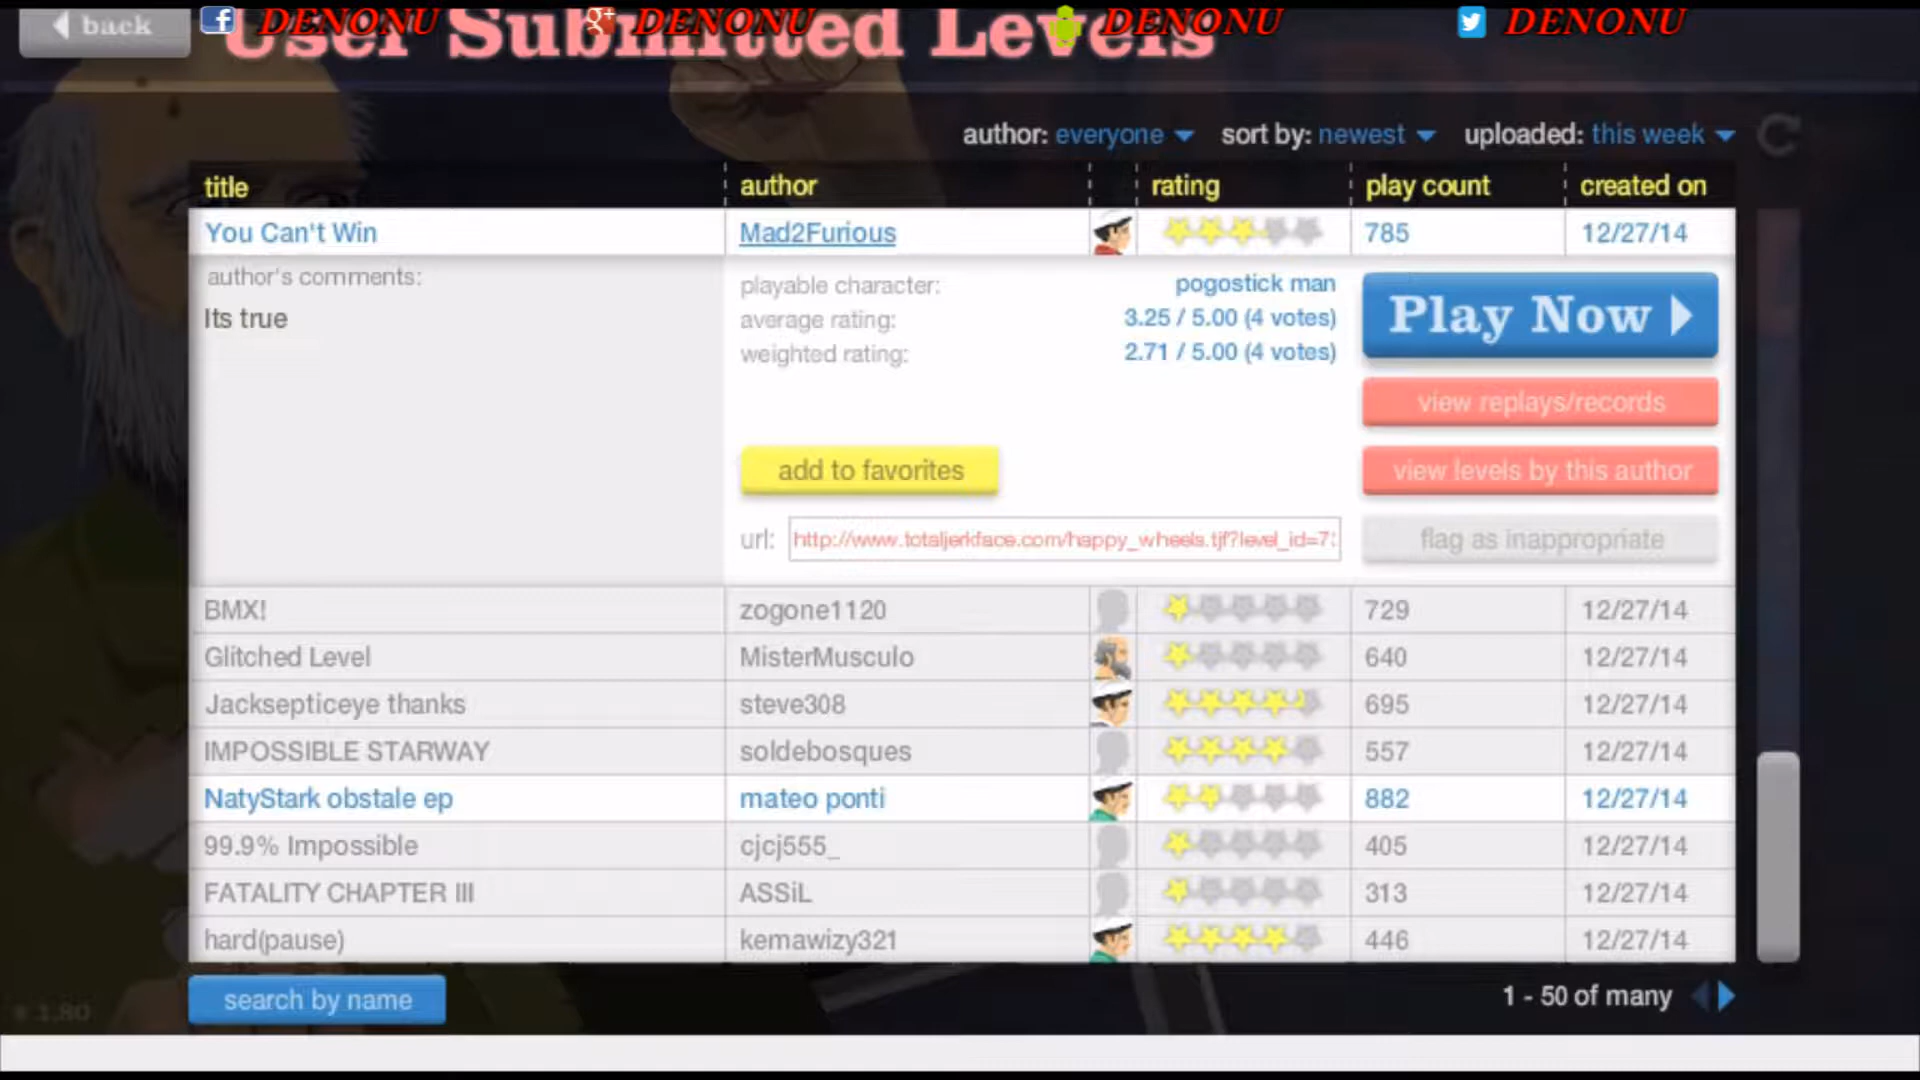 back
DENONU DENONU DENONU DENONU
User Submitted Levels
author: everyone sort by: newest uploaded: this week
title author rating play count created on
You Can't Win Mad2Furious 785 12/27/14
author's comments:
Its true
playable character: pogostick man
average rating: 3.25 / 5.00 (4 votes)
weighted rating: 2.71 / 5.00 (4 votes)
Play Now
view replays/records
add to favorites
view levels by this author
url: http://www.totaljerkface.com/happy_wheels.tjf?level_id=7
flag as inappropriate
BMX! zogone1120 729 12/27/14
Glitched Level MisterMusculo 640 12/27/14
Jacksepticeye thanks steve308 695 12/27/14
IMPOSSIBLE STARWAY soldebosques 557 12/27/14
NatyStark obstale ep mateo ponti 882 12/27/14
99.9% Impossible cjcj555_ 405 12/27/14
FATALITY CHAPTER III ASSiL 313 12/27/14
hard(pause) kemawizy321 446 12/27/14
search by name
1 - 50 of many